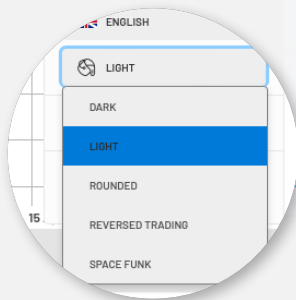 ENGLISH
LIGHT
DARK
LIGHT
ROUNDED
15
REVERSED TRADING
SPACE FUNK